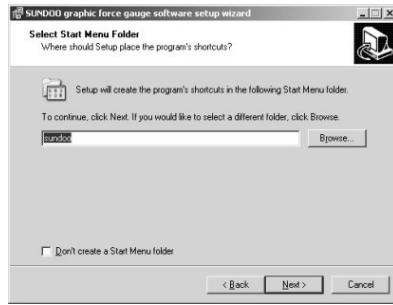 SUNDOO graphic force gauge software setup wizard
Select Start Menu Folder
Where should Setup place the program's shortcuts?
Setup will create the program's shortcuts in the following Start Menu folder.
To continue, click Next. If you would like to select a different folder, click Browse.
sundoo
Browse...
Don't create a Start Menu folder
< Back
Next >
Cancel